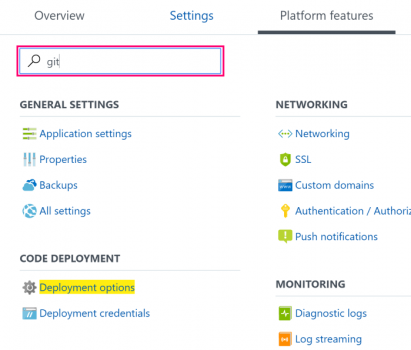 Overview
Settings
Platform features
git
GENERAL SETTINGS
Application settings
Properties
Backups
All settings
CODE DEPLOYMENT
Deployment options
Deployment credentials
NETWORKING
Networking
SSL
Custom domains
Authentication / Authoriz
Push notifications
MONITORING
Diagnostic logs
Log streaming